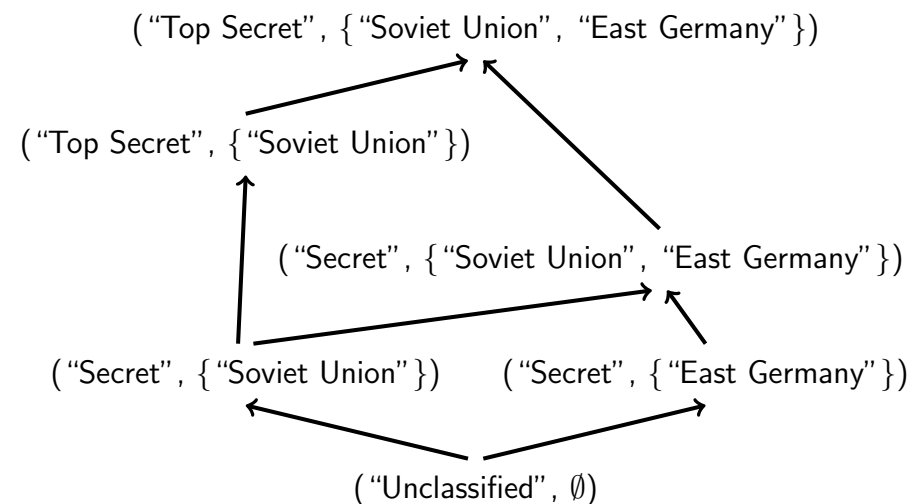 (“Top Secret”, {“Soviet Union”, “East Germany”})
(“Top Secret”, {“Soviet Union”})
(“Secret”, {“Soviet Union”, “East Germany”})
(“Secret”, {“Soviet Union”})
(“Secret”, {“East Germany”})
(“Unclassified”, ∅)